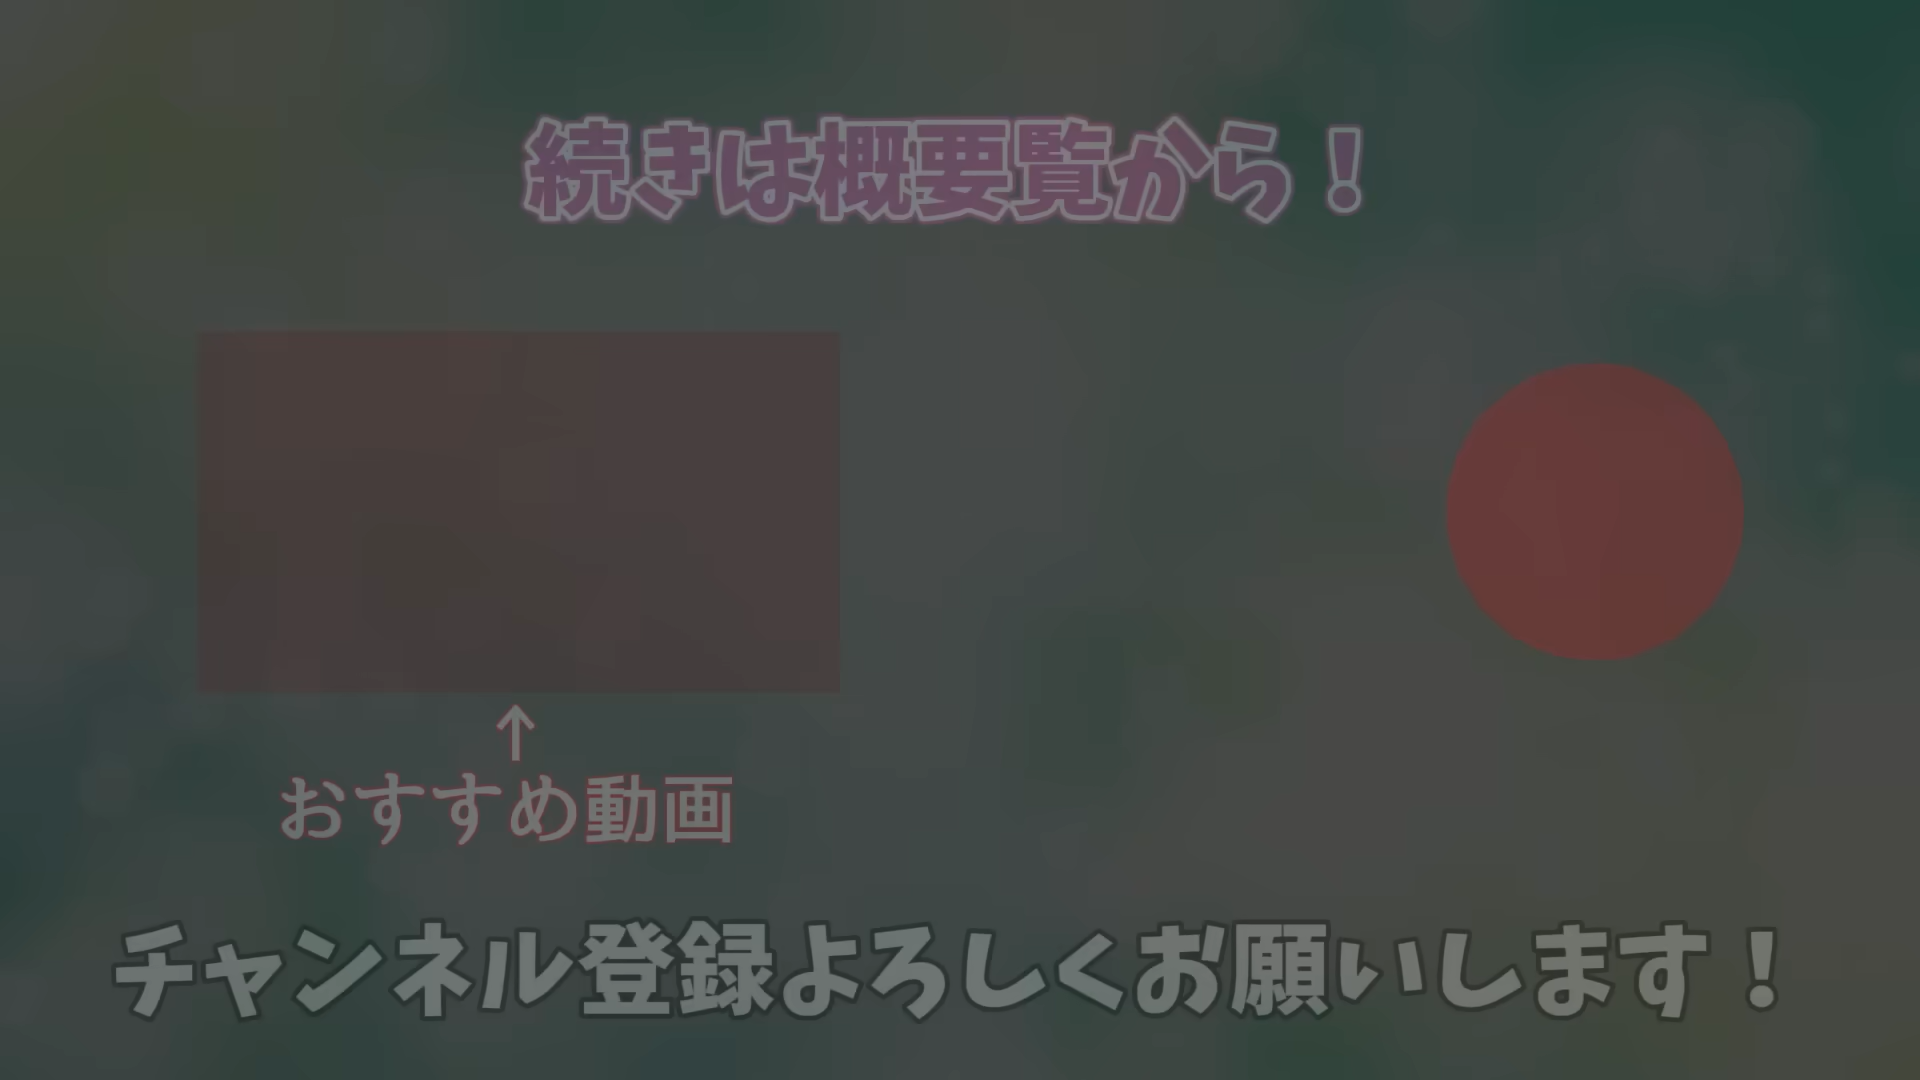 続きは概要覧から！
↑
おすすめ動画
チャンネル登録よろしくお願いします！